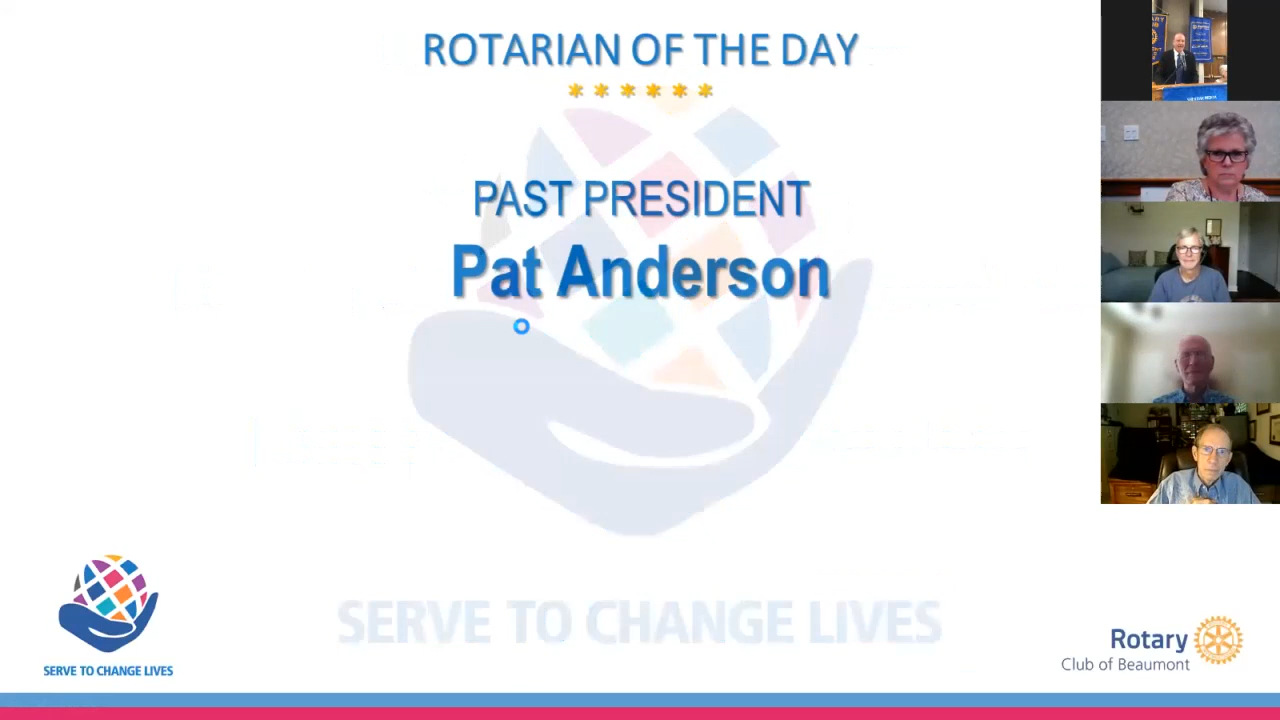 ROTARIAN OF THE DAY
******
PAST PRESIDENT
Pat Anderson
SERVE TO CHANGE LIVES
SERVE TO CHANGE LIVES
Rotary
Club of Beaumont